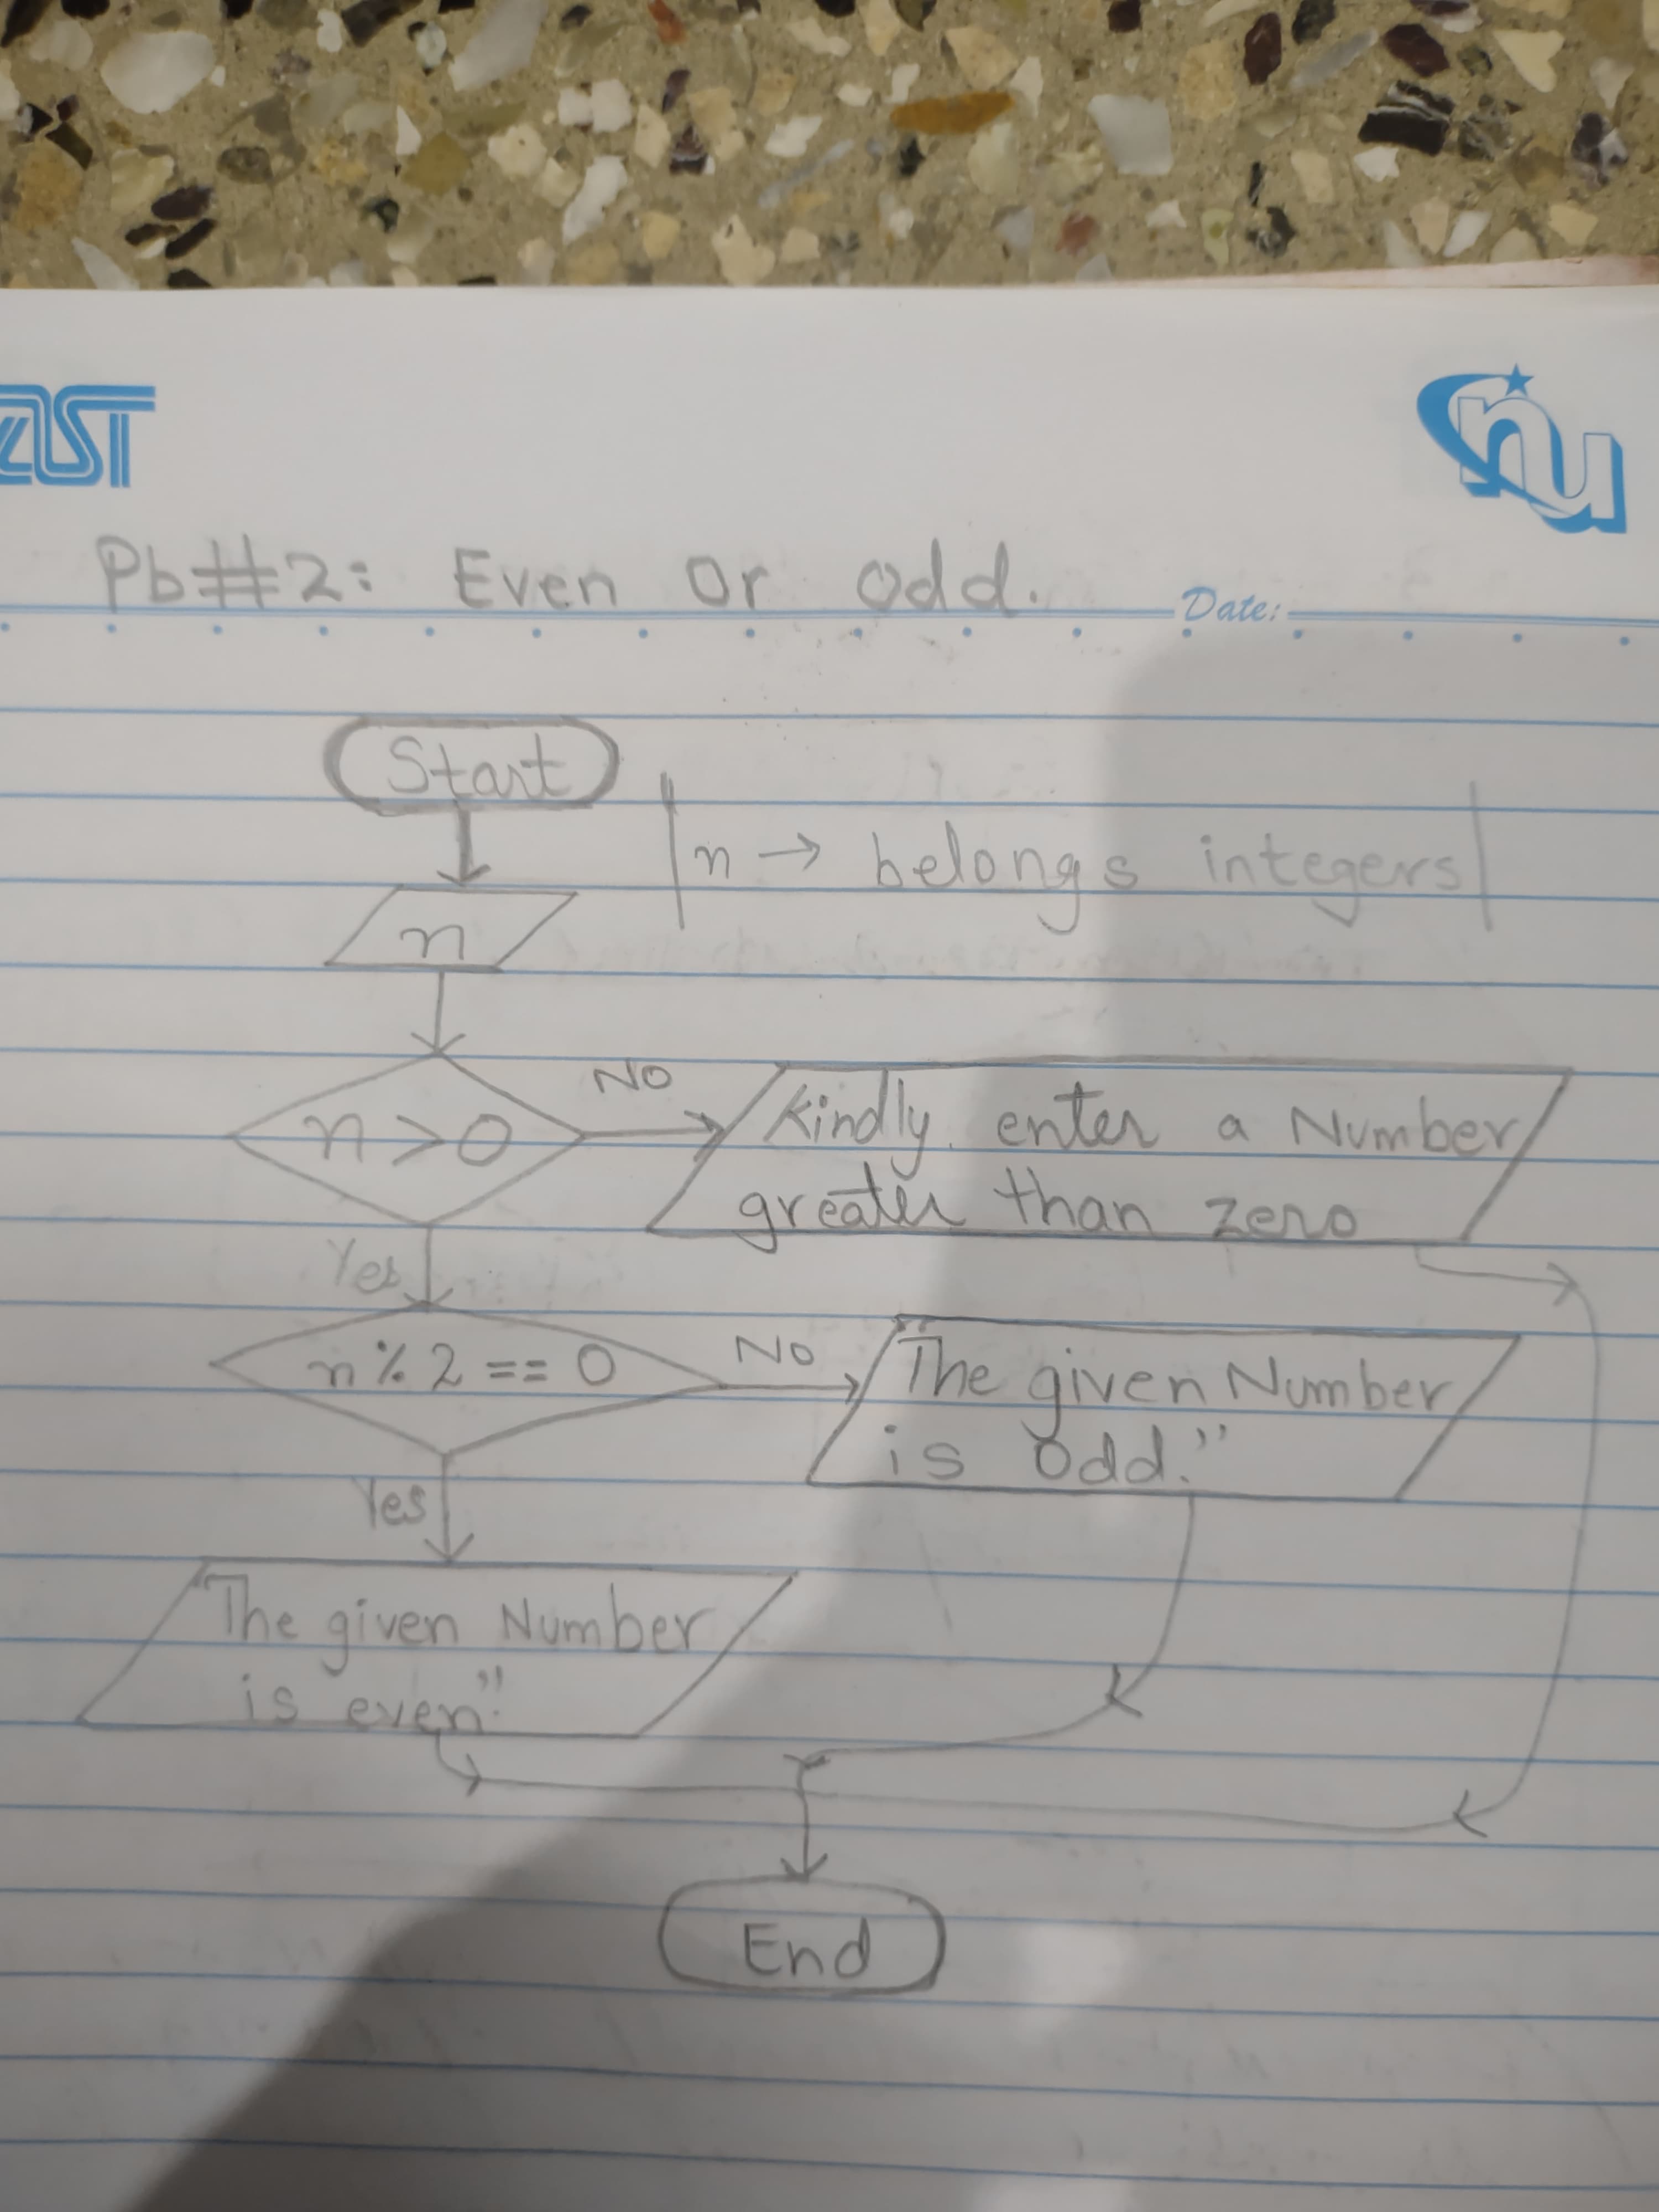 Pb#2: Even Or Odd.
Date:
nu
Start
n → belongs integers
n
n > 0
NO
Kindly enter a Number
greater than zero
Yes
n % 2 == 0
NO
"The given Number
is Odd."
Yes
"The given Number
is even."
End